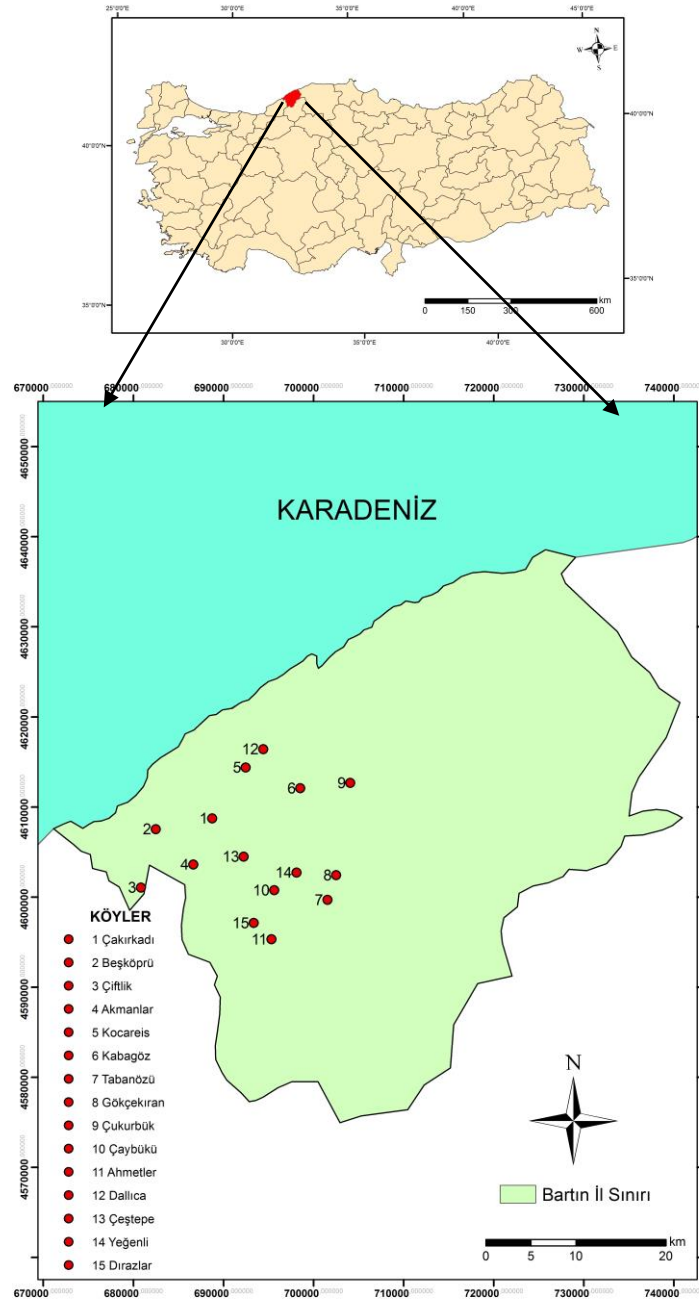 25°0'0"E 30°0'0"E 35°0'0"E 40°0'0"E 45°0'0"E
N
W E
S
40°0'0"N 40°0'0"N
35°0'0"N 35°0'0"N
km
0 150 300 600
30°0'0"E 35°0'0"E 40°0'0"E
670000 680000 690000 700000 710000 720000 730000 740000
4650000
4640000
4630000
4620000
4610000
4600000
4590000
4580000
4570000
KARADENİZ
12
5
6
9
1
2
13
4
14
8
3
10
7
15
11
KÖYLER
1 Çakırkadı
2 Beşköprü
3 Çiftlik
4 Akmanlar
5 Kocareis
6 Kabagöz
7 Tabanözü
8 Gökçekıran
9 Çukurbük
10 Çaybükü
11 Ahmetler
12 Dallıca
13 Çeştepe
14 Yeğenli
15 Dırazlar
N
Bartın İl Sınırı
km
0 5 10 20
670000 680000 690000 700000 710000 720000 730000 740000